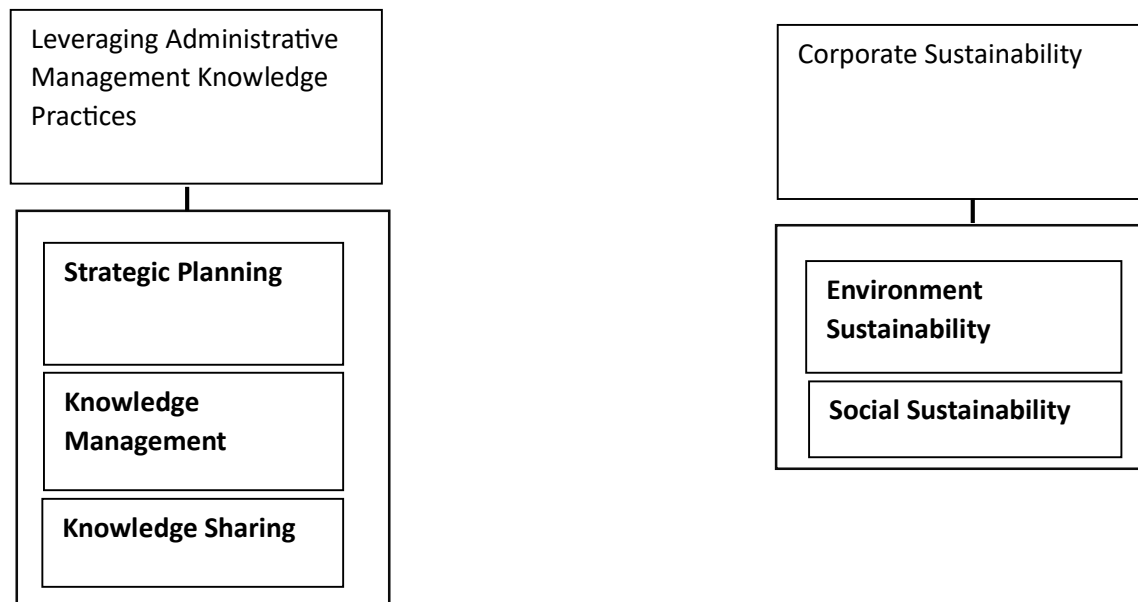 Leveraging Administrative
Management Knowledge
Practices
Strategic Planning
Knowledge
Management
Knowledge Sharing
Corporate Sustainability
Environment
Sustainability
Social Sustainability